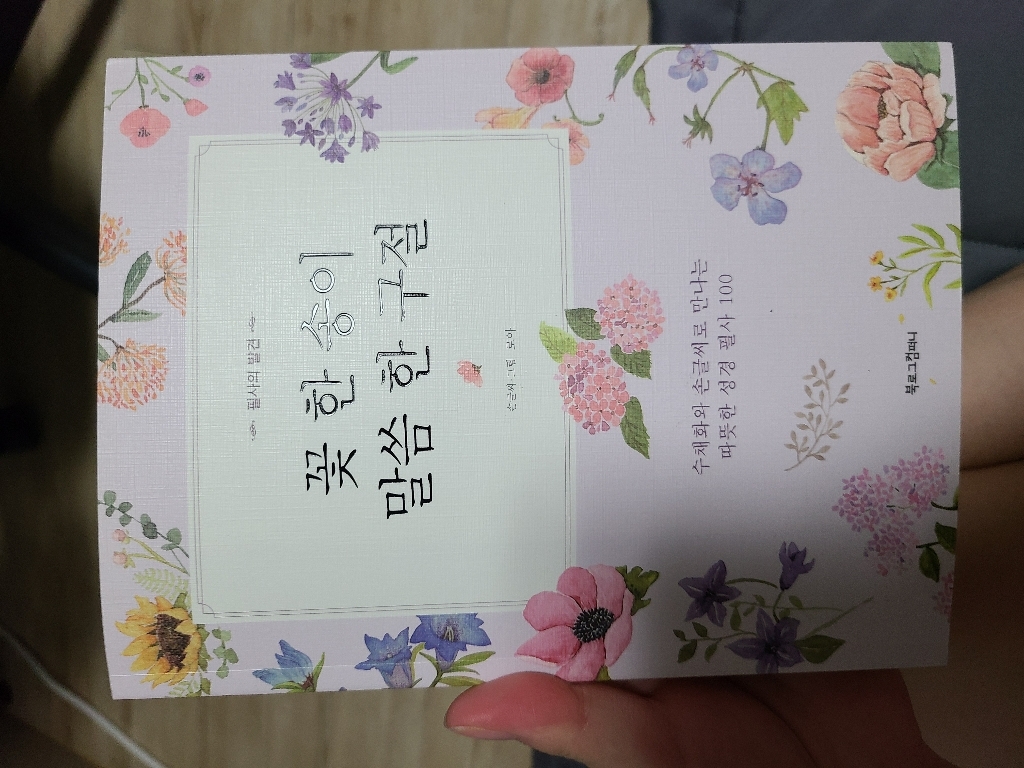 필사의 발견
꽃 한 송이
말씀 한 구절
손글씨·그림 보아
수채화와 손글씨로 만나는
따뜻한 성경 필사 100
북로그컴퍼니